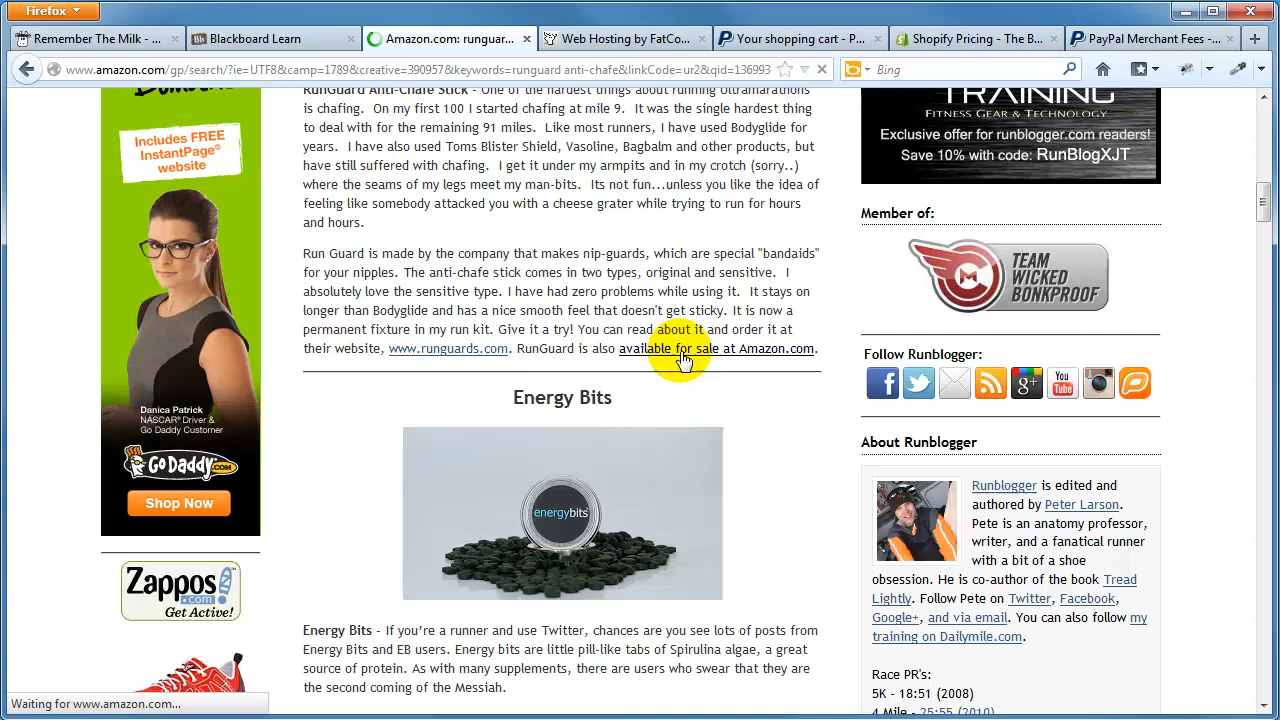 Firefox
Remember The Milk - ...
Blackboard Learn
Amazon.com: runguar...
Web Hosting by FatCo...
Your shopping cart - P...
Shopify Pricing - The B...
PayPal Merchant Fees -...
www.amazon.com/gp/search/?ie=UTF8&camp=1789&creative=390957&keywords=runguard anti-chafe&linkCode=ur2&qid=136993
Bing
Includes FREE
InstantPage®
website
Danica Patrick
NASCAR® Driver &
Go Daddy Customer
GO DADDY.COM
Shop Now
Zappos.com
Get Active!
RunGuard Anti-Chafe Stick - One of the hardest things about running ultramarathons
is chafing. On my first 100 I started chafing at mile 9. It was the single hardest thing
to deal with for the remaining 91 miles. Like most runners, I have used Bodyglide for
years. I have also used Toms Blister Shield, Vasoline, Bagbalm and other products, but
have still suffered with chafing. I get it under my armpits and in my crotch (sorry..)
where the seams of my legs meet my man-bits. Its not fun...unless you like the idea of
feeling like somebody attacked you with a cheese grater while trying to run for hours
and hours.
Run Guard is made by the company that makes nip-guards, which are special "bandaids"
for your nipples. The anti-chafe stick comes in two types, original and sensitive. I
absolutely love the sensitive type. I have had zero problems while using it. It stays on
longer than Bodyglide and has a nice smooth feel that doesn't get sticky. It is now a
permanent fixture in my run kit. Give it a try! You can read about it and order it at
their website, www.runguards.com. RunGuard is also available for sale at Amazon.com.
Energy Bits
energybits
Energy Bits - If you're a runner and use Twitter, chances are you see lots of posts from
Energy Bits and EB users. Energy bits are little pill-like tabs of Spirulina algae, a great
source of protein. As with many supplements, there are users who swear that they are
the second coming of the Messiah.
TRAINING
FITNESS GEAR & TECHNOLOGY
Exclusive offer for runblogger.com readers!
Save 10% with code: RunBlogXJT
Member of:
TEAM
WICKED
BONKPROOF
Follow Runblogger:
You
Tube
About Runblogger
Runblogger is edited and
authored by Peter Larson.
Pete is an anatomy professor,
writer, and a fanatical runner
with a bit of a shoe
obsession. He is co-author of the book Tread
Lightly. Follow Pete on Twitter, Facebook,
Google+, and via email. You can also follow my
training on Dailymile.com.
Race PR's:
5K - 18:51 (2008)
4 Mile - 25:55 (2010)
Waiting for www.amazon.com...